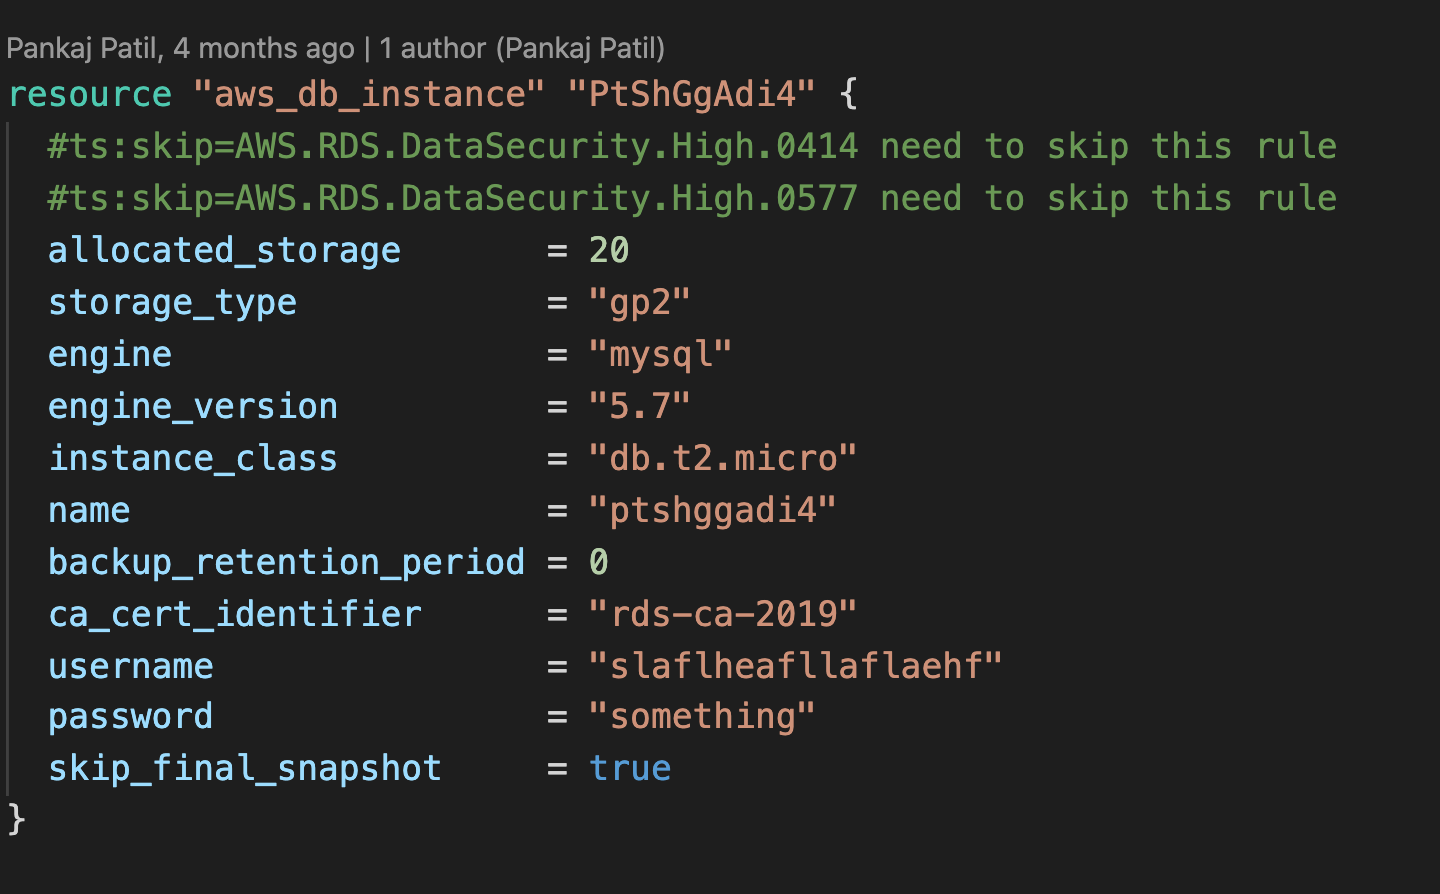 Pankaj Patil, 4 months ago | 1 author (Pankaj Patil)
resource "aws_db_instance" "PtShGgAdi4" {
  #ts:skip=AWS.RDS.DataSecurity.High.0414 need to skip this rule
  #ts:skip=AWS.RDS.DataSecurity.High.0577 need to skip this rule
  allocated_storage       = 20
  storage_type            = "gp2"
  engine                  = "mysql"
  engine_version          = "5.7"
  instance_class          = "db.t2.micro"
  name                    = "ptshggadi4"
  backup_retention_period = 0
  ca_cert_identifier      = "rds-ca-2019"
  username                = "slaflheafllaflaehf"
  password                = "something"
  skip_final_snapshot     = true
}